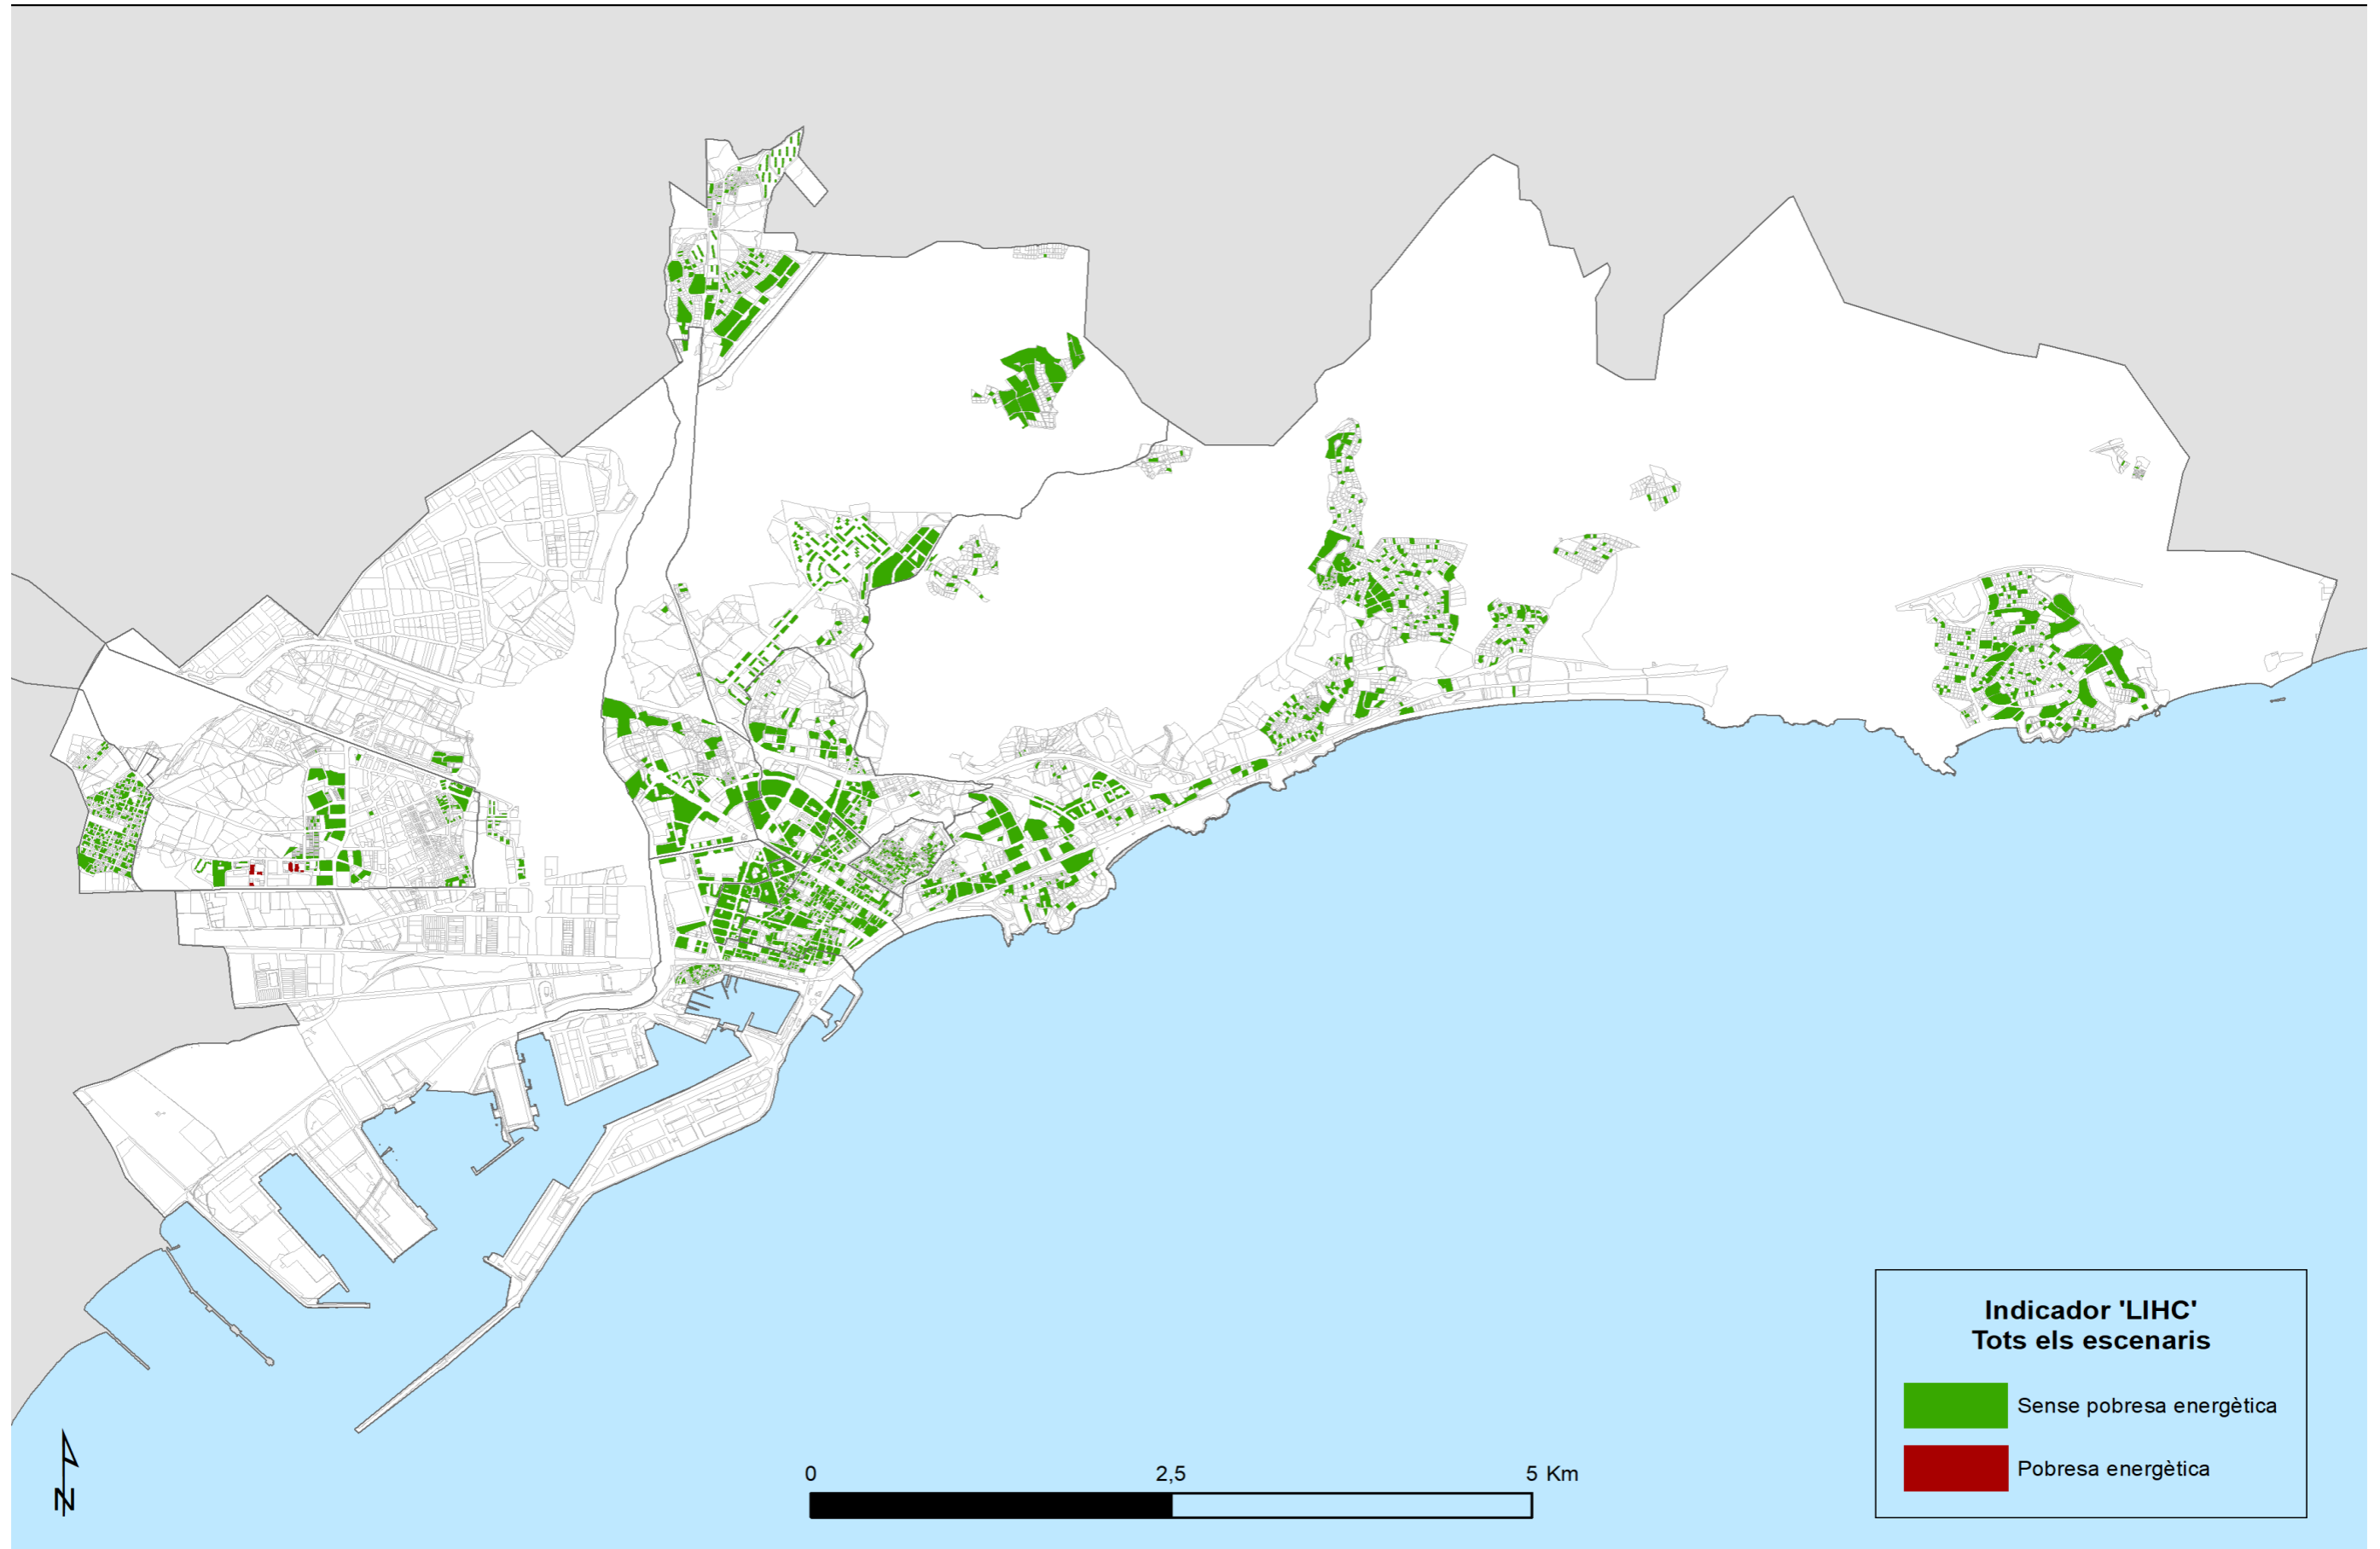 Indicador 'LIHC'
Tots els escenaris
Sense pobresa energètica
Pobresa energètica
0 2,5 5 Km
N